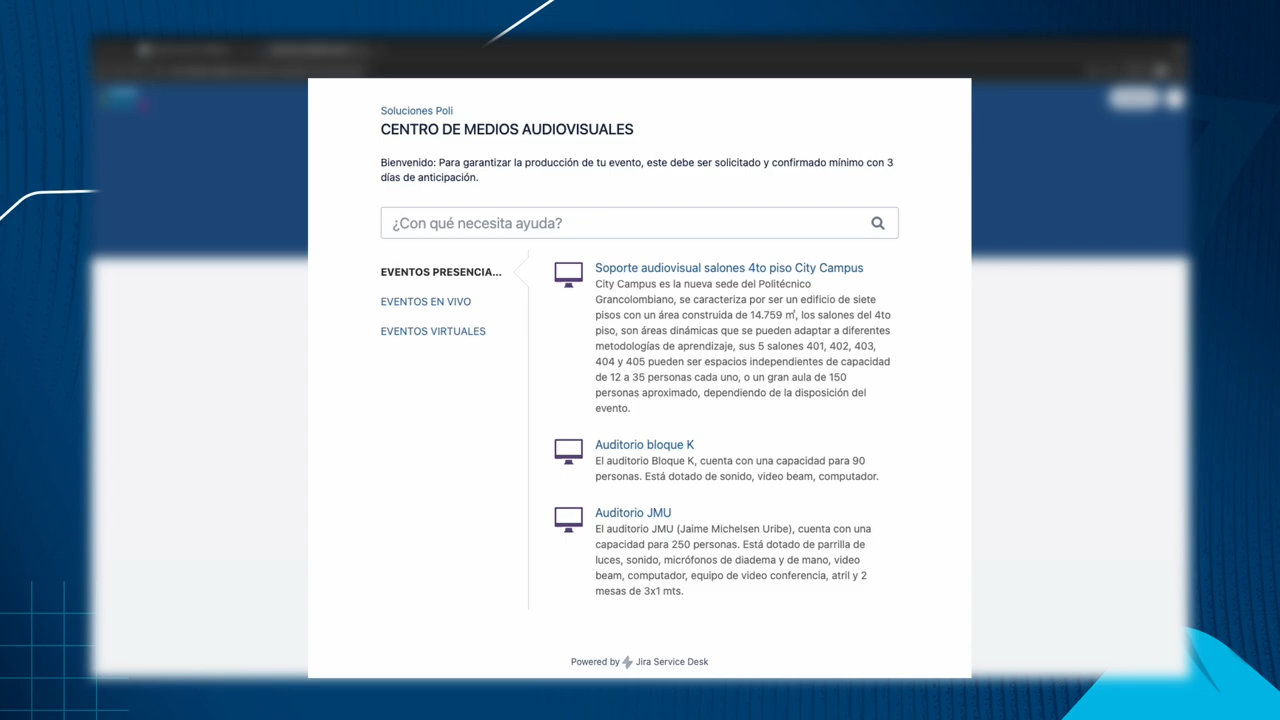 Soluciones Poli
CENTRO DE MEDIOS AUDIOVISUALES
Bienvenido: Para garantizar la producción de tu evento, este debe ser solicitado y confirmado mínimo con 3
días de anticipación.
¿Con qué necesita ayuda?
EVENTOS PRESENCIA...
EVENTOS EN VIVO
EVENTOS VIRTUALES
Soporte audiovisual salones 4to piso City Campus
City Campus es la nueva sede del Politécnico
Grancolombiano, se caracteriza por ser un edificio de siete
pisos con un área construida de 14.759 ㎡, los salones del 4to
piso, son áreas dinámicas que se pueden adaptar a diferentes
metodologías de aprendizaje, sus 5 salones 401, 402, 403,
404 y 405 pueden ser espacios independientes de capacidad
de 12 a 35 personas cada uno, o un gran aula de 150
personas aproximado, dependiendo de la disposición del
evento.
Auditorio bloque K
El auditorio Bloque K, cuenta con una capacidad para 90
personas. Está dotado de sonido, video beam, computador.
Auditorio JMU
El auditorio JMU (Jaime Michelsen Uribe), cuenta con una
capacidad para 250 personas. Está dotado de parrilla de
luces, sonido, micrófonos de diadema y de mano, video
beam, computador, equipo de video conferencia, atril y 2
mesas de 3x1 mts.
Powered by Jira Service Desk